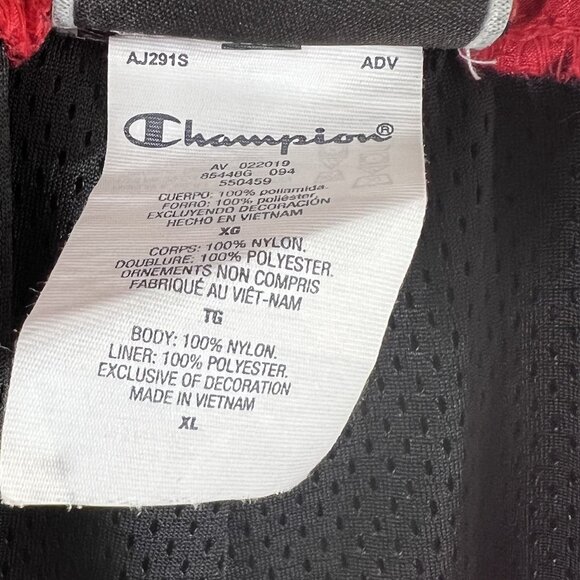 AJ291S ADV
Champion®
AV 022019
85448G 094
550459
CUERPO: 100% poliamida.
FORRO: 100% poliéster.
EXCLUYENDO DECORACIÓN
HECHO EN VIETNAM
XG
CORPS: 100% NYLON.
DOUBLURE: 100% POLYESTER.
ORNEMENTS NON COMPRIS
FABRIQUÉ AU VIÊT-NAM
TG
BODY: 100% NYLON.
LINER: 100% POLYESTER.
EXCLUSIVE OF DECORATION
MADE IN VIETNAM
XL